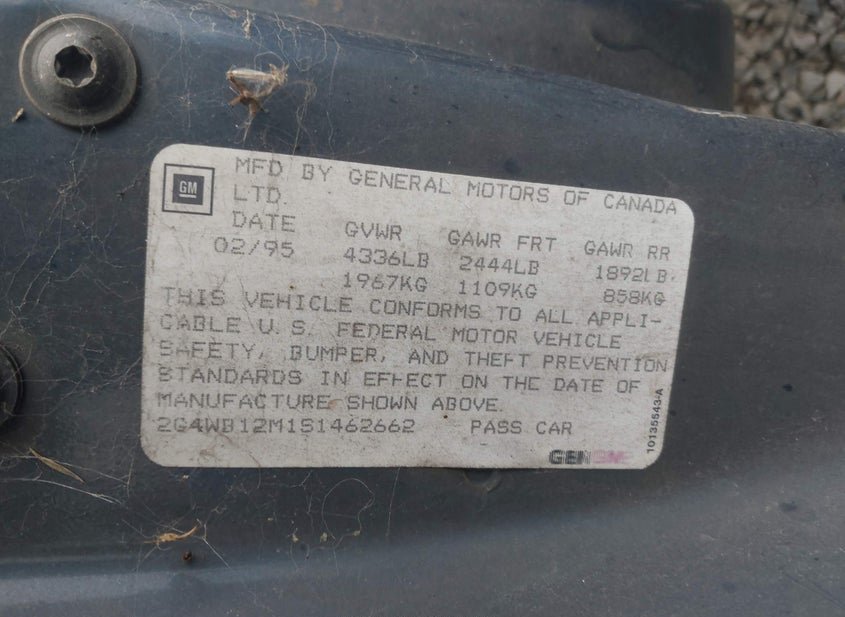 GM
MFD BY GENERAL MOTORS OF CANADA
LTD.
DATE GVWR GAWR FRT GAWR RR
02/95 4336LB 2444LB 1892LB
1967KG 1109KG 858KG
THIS VEHICLE CONFORMS TO ALL APPLI-
CABLE U.S. FEDERAL MOTOR VEHICLE
SAFETY, BUMPER, AND THEFT PREVENTION
STANDARDS IN EFFECT ON THE DATE OF
MANUFACTURE SHOWN ABOVE.
2G4WB12M1S1462662 PASS CAR
10135543-A